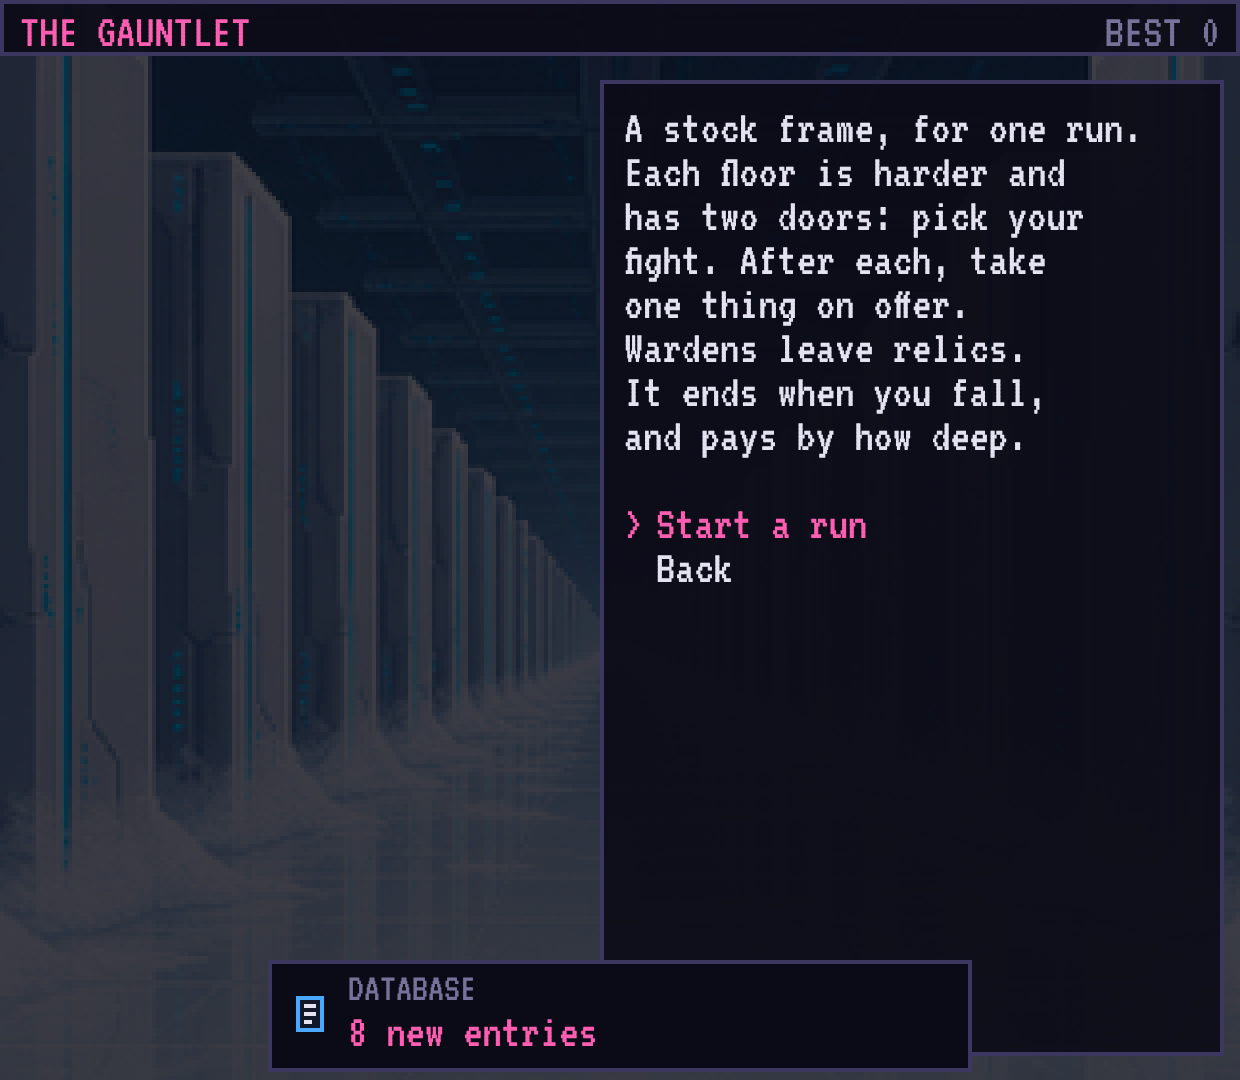 THE GAUNTLET
BEST 0
A stock frame, for one run.
Each floor is harder and
has two doors: pick your
fight. After each, take
one thing on offer.
Wardens leave relics.
It ends when you fall,
and pays by how deep.
> Start a run
Back
DATABASE
8 new entries